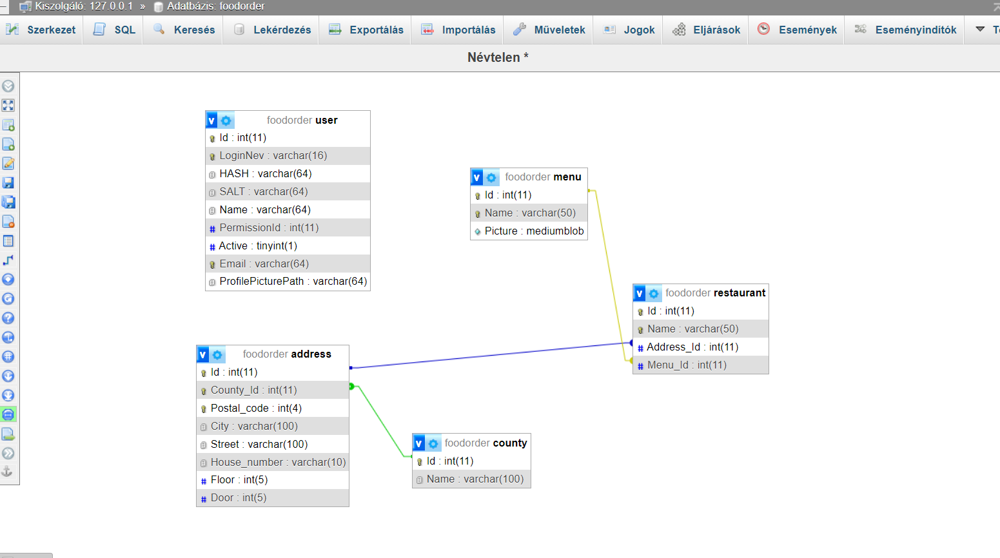 Kiszolgáló: 127.0.0.1 » Adatbázis: foodorder
Szerkezet SQL Keresés Lekérdezés Exportálás Importálás Műveletek Jogok Eljárások Események Eseményindítók
Névtelen *
v foodorder user
Id : int(11)
LoginNev : varchar(16)
HASH : varchar(64)
SALT : varchar(64)
Name : varchar(64)
# PermissionId : int(11)
# Active : tinyint(1)
Email : varchar(64)
ProfilePicturePath : varchar(64)
v foodorder menu
Id : int(11)
Name : varchar(50)
Picture : mediumblob
v foodorder restaurant
Id : int(11)
Name : varchar(50)
# Address_Id : int(11)
# Menu_Id : int(11)
v foodorder address
Id : int(11)
County_Id : int(11)
Postal_code : int(4)
City : varchar(100)
Street : varchar(100)
House_number : varchar(10)
# Floor : int(5)
# Door : int(5)
v foodorder county
Id : int(11)
Name : varchar(100)